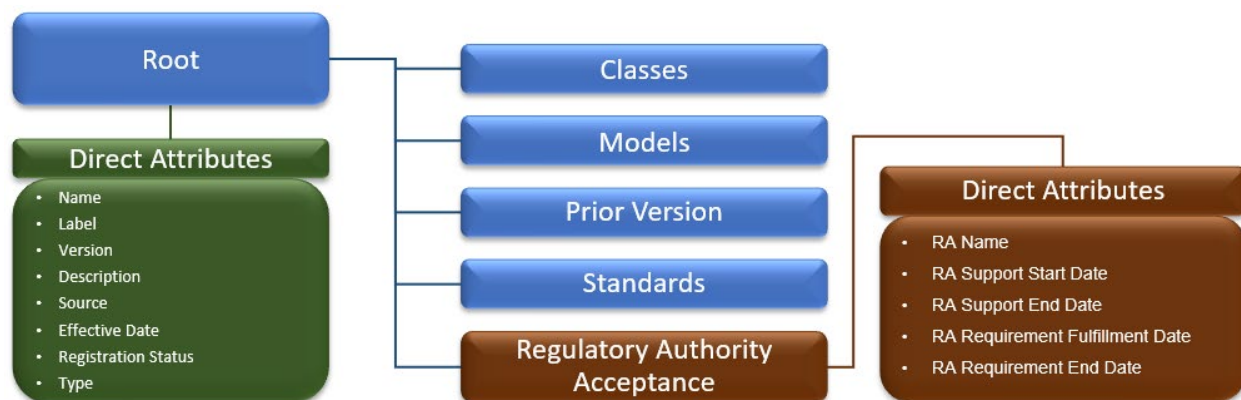 Root
Direct Attributes
• Name
• Label
• Version
• Description
• Source
• Effective Date
• Registration Status
• Type
Classes
Models
Prior Version
Standards
Regulatory Authority
Acceptance
Direct Attributes
• RA Name
• RA Support Start Date
• RA Support End Date
• RA Requirement Fulfillment Date
• RA Requirement End Date